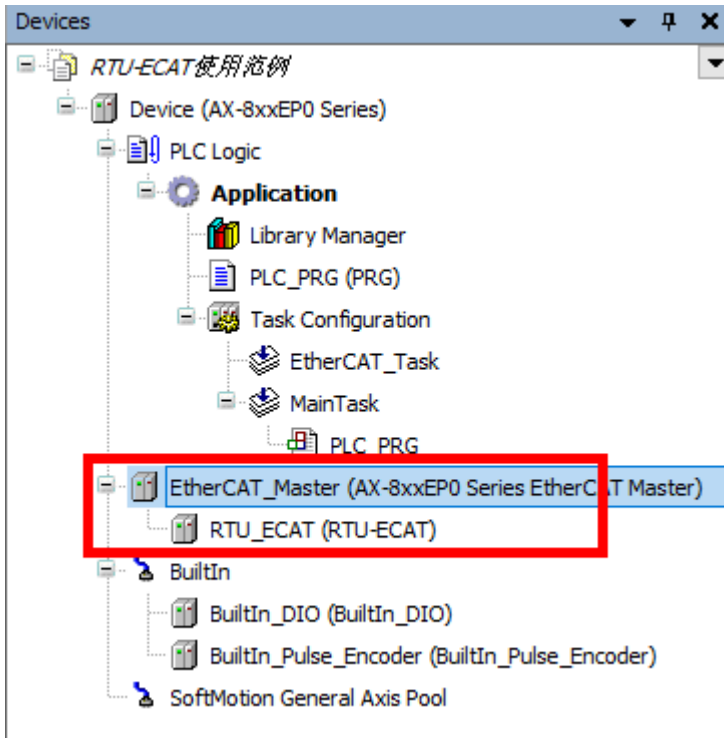 Devices
RTU-ECAT使用范例
Device (AX-8xxEP0 Series)
PLC Logic
Application
Library Manager
PLC_PRG (PRG)
Task Configuration
EtherCAT_Task
MainTask
PLC_PRG
EtherCAT_Master (AX-8xxEP0 Series EtherCAT Master)
RTU_ECAT (RTU-ECAT)
BuiltIn
BuiltIn_DIO (BuiltIn_DIO)
BuiltIn_Pulse_Encoder (BuiltIn_Pulse_Encoder)
SoftMotion General Axis Pool